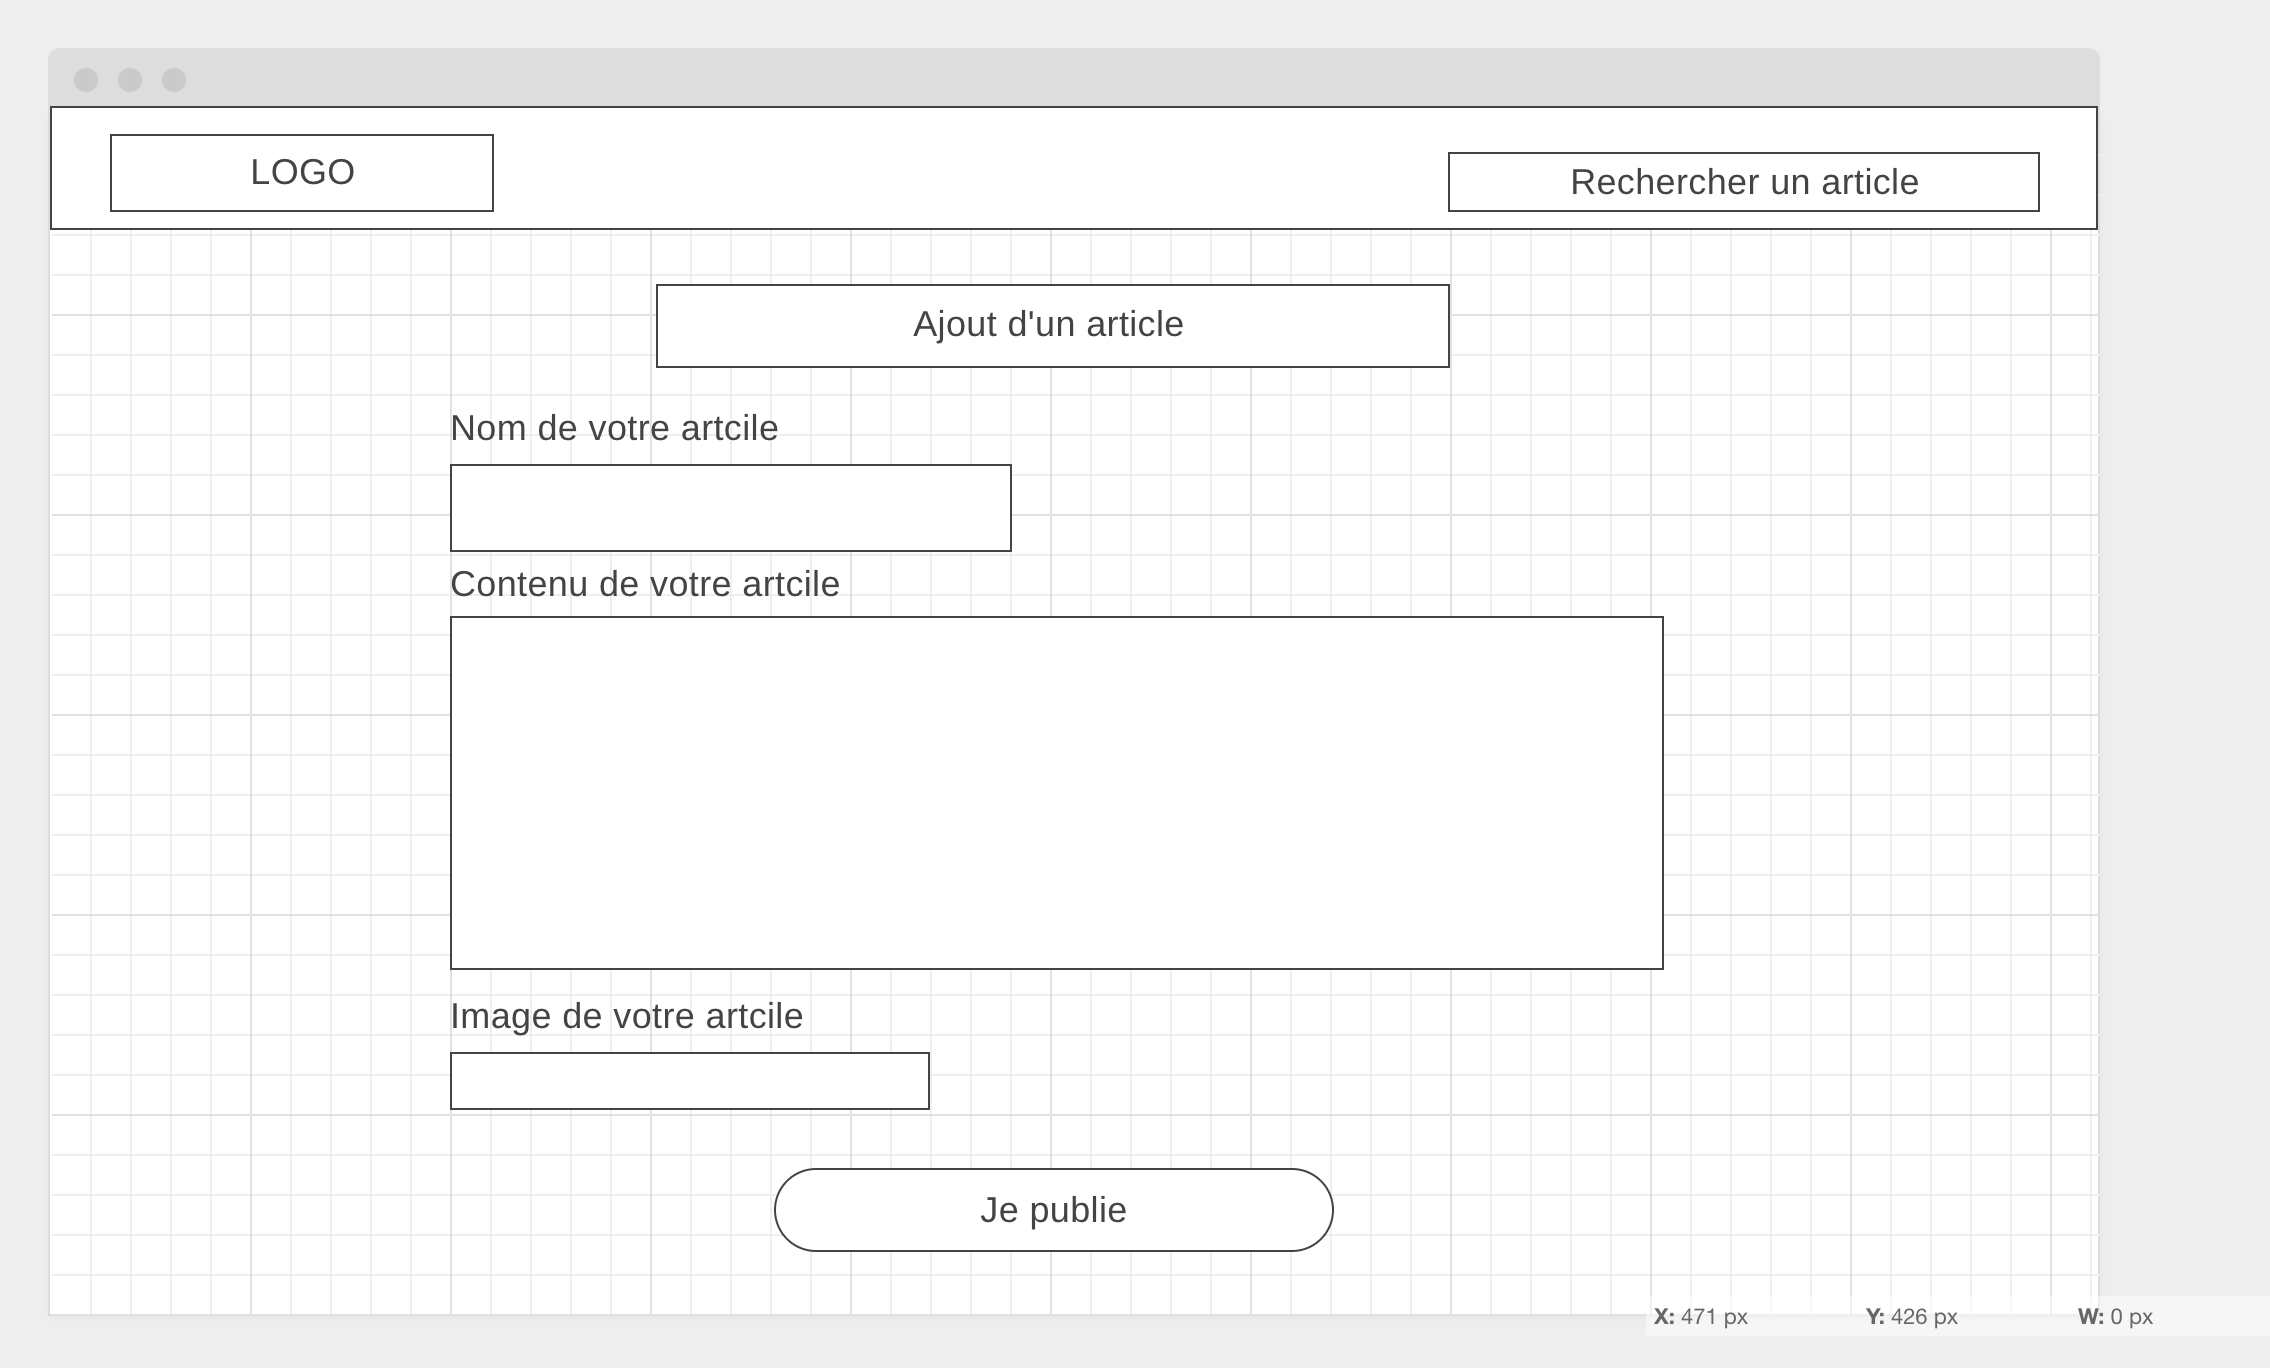 LOGO
Rechercher un article
Ajout d'un article
Nom de votre artcile
Contenu de votre artcile
Image de votre artcile
Je publie
X: 471 px Y: 426 px W: 0 px